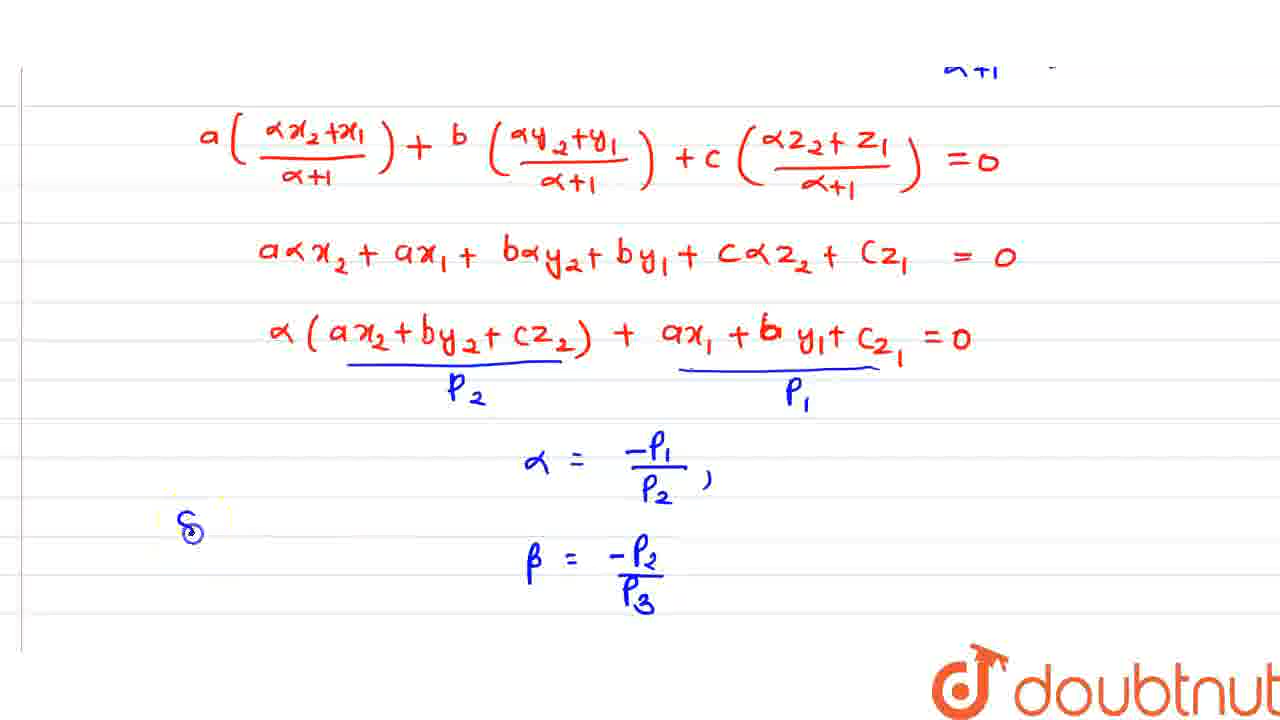 α+1
a(αx₂+x₁/α+1) + b(αy₂+y₁/α+1) + c(αz₂+z₁/α+1) = 0
aαx₂ + ax₁ + bαy₂ + by₁ + cαz₂ + cz₁ = 0
α(ax₂+by₂+cz₂) + ax₁ + by₁ + cz₁ = 0
P₂ P₁
α = -P₁/P₂ ,
β = -P₂/P₃
doubtnut